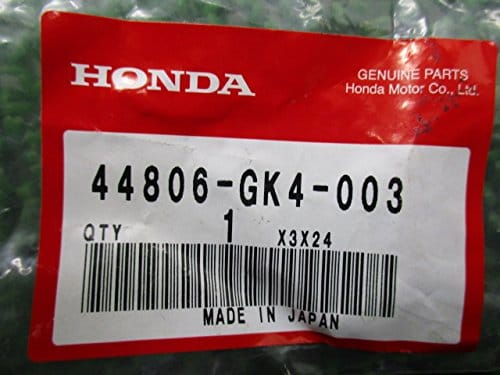 HONDA
GENUINE PARTS
Honda Motor Co., Ltd.
44806-GK4-003
QTY 1 X3X24
MADE IN JAPAN